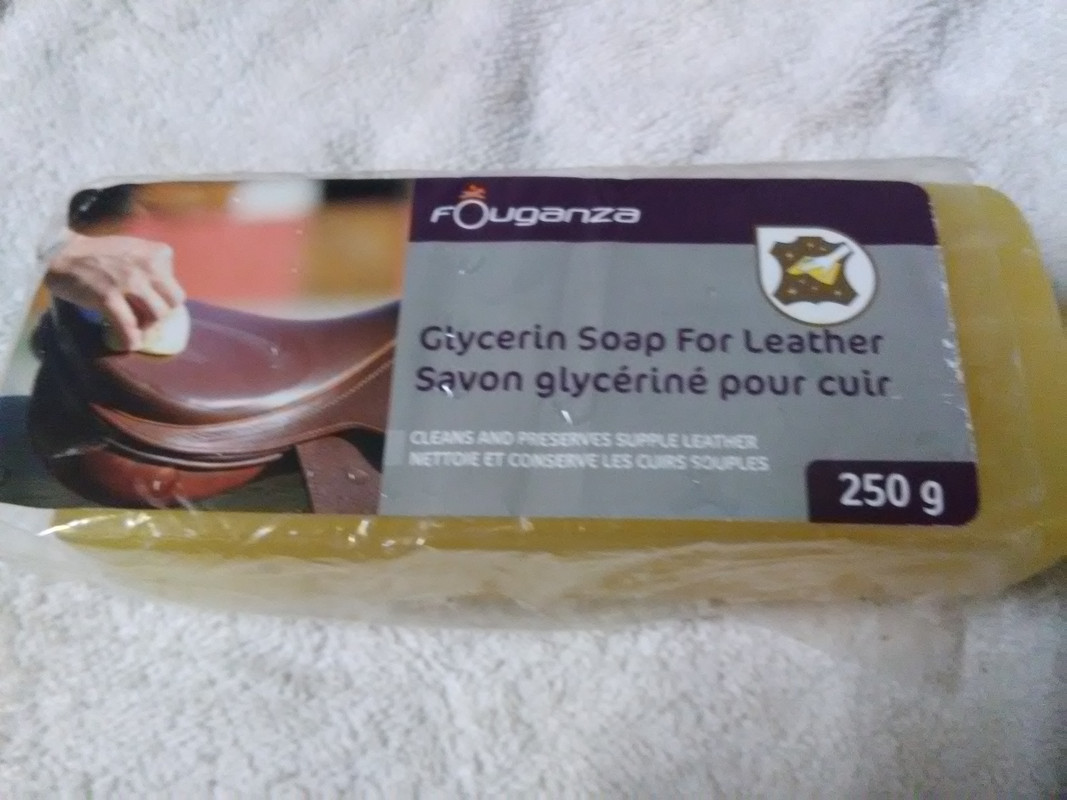 Fouganza
Glycerin Soap For Leather
Savon glycériné pour cuir
CLEANS AND PRESERVES SUPPLE LEATHER
NETTOIE ET CONSERVE LES CUIRS SOUPLES
250 g